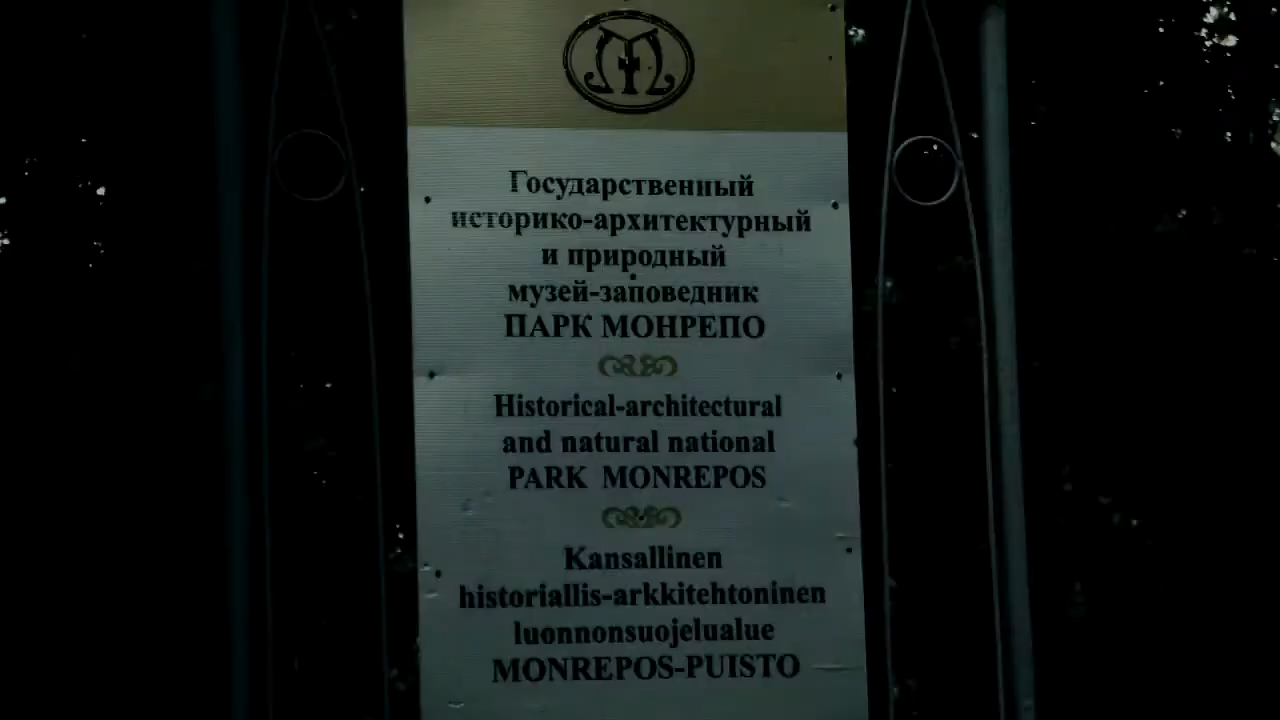 Государственный
историко-архитектурный
и природный
музей-заповедник
ПАРК МОНРЕПО
Historical-architectural
and natural national
PARK MONREPOS
Kansallinen
historiallis-arkkitehtoninen
luonnonsuojelualue
MONREPOS-PUISTO